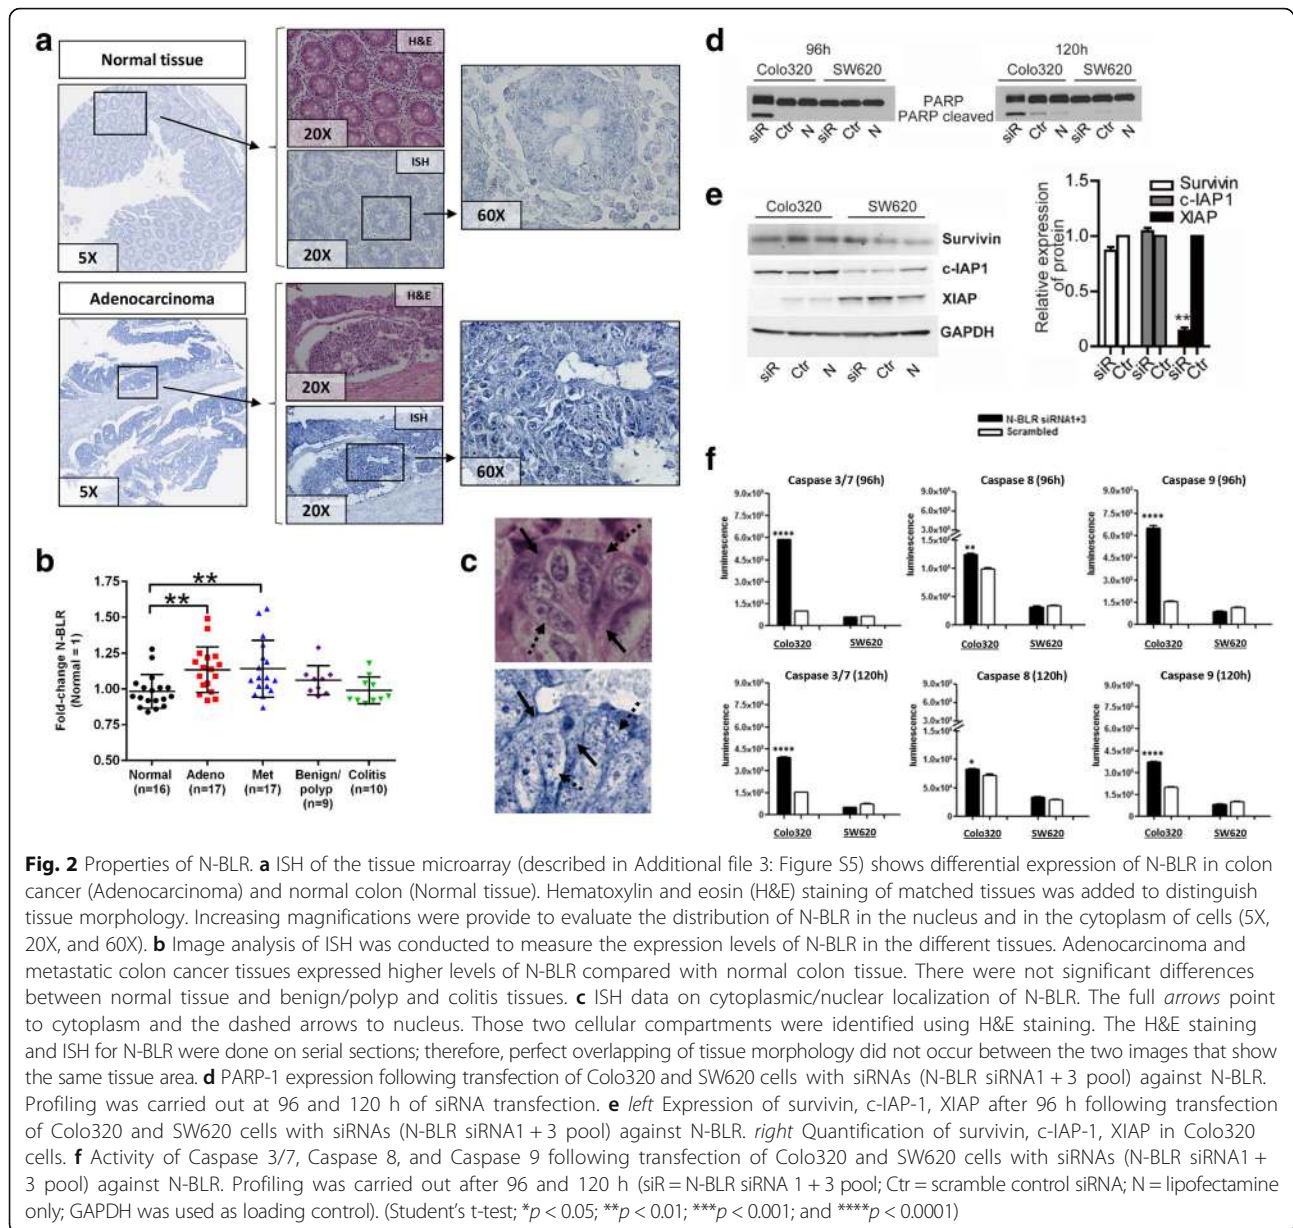 a
Normal tissue
5X
H&E
20X
ISH
20X
60X
Adenocarcinoma
5X
H&E
20X
ISH
20X
60X
b
Fold-change N-BLR
(Normal = 1)
1.75
1.50
1.25
1.00
0.75
0.50
**
**
Normal
(n=16)
Adeno
(n=17)
Met
(n=17)
Benign/
polyp
(n=9)
Colitis
(n=10)
c
d
96h
Colo320 SW620
siR Ctr N siR Ctr N
PARP
PARP cleaved
120h
Colo320 SW620
siR Ctr N siR Ctr N
e
Colo320 SW620
Survivin
c-IAP1
XIAP
GAPDH
siR Ctr N siR Ctr N
Relative expression
of protein
1.5
1.0
0.5
0
Survivin
c-IAP1
XIAP
**
siR Ctr siR Ctr siR Ctr
N-BLR siRNA1+3
Scrambled
f
Caspase 3/7 (96h)
luminescence
****
Colo320 SW620
Caspase 8 (96h)
luminescence
**
Colo320 SW620
Caspase 9 (96h)
luminescence
****
Colo320 SW620
Caspase 3/7 (120h)
luminescence
****
Colo320 SW620
Caspase 8 (120h)
luminescence
*
Colo320 SW620
Caspase 9 (120h)
luminescence
****
Colo320 SW620
Fig. 2 Properties of N-BLR. a ISH of the tissue microarray (described in Additional file 3: Figure S5) shows differential expression of N-BLR in colon
cancer (Adenocarcinoma) and normal colon (Normal tissue). Hematoxylin and eosin (H&E) staining of matched tissues was added to distinguish
tissue morphology. Increasing magnifications were provide to evaluate the distribution of N-BLR in the nucleus and in the cytoplasm of cells (5X,
20X, and 60X). b Image analysis of ISH was conducted to measure the expression levels of N-BLR in the different tissues. Adenocarcinoma and
metastatic colon cancer tissues expressed higher levels of N-BLR compared with normal colon tissue. There were not significant differences
between normal tissue and benign/polyp and colitis tissues. c ISH data on cytoplasmic/nuclear localization of N-BLR. The full arrows point
to cytoplasm and the dashed arrows to nucleus. Those two cellular compartments were identified using H&E staining. The H&E staining
and ISH for N-BLR were done on serial sections; therefore, perfect overlapping of tissue morphology did not occur between the two images that show
the same tissue area. d PARP-1 expression following transfection of Colo320 and SW620 cells with siRNAs (N-BLR siRNA1 + 3 pool) against N-BLR.
Profiling was carried out at 96 and 120 h of siRNA transfection. e left Expression of survivin, c-IAP-1, XIAP after 96 h following transfection
of Colo320 and SW620 cells with siRNAs (N-BLR siRNA1 + 3 pool) against N-BLR. right Quantification of survivin, c-IAP-1, XIAP in Colo320
cells. f Activity of Caspase 3/7, Caspase 8, and Caspase 9 following transfection of Colo320 and SW620 cells with siRNAs (N-BLR siRNA1 +
3 pool) against N-BLR. Profiling was carried out after 96 and 120 h (siR = N-BLR siRNA 1 + 3 pool; Ctr = scramble control siRNA; N = lipofectamine
only; GAPDH was used as loading control). (Student's t-test; *p < 0.05; **p < 0.01; ***p < 0.001; and ****p < 0.0001)